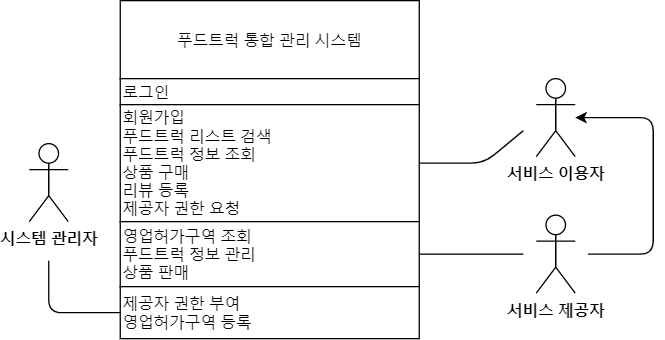 푸드트럭 통합 관리 시스템
로그인
회원가입
푸드트럭 리스트 검색
푸드트럭 정보 조회
상품 구매
리뷰 등록
제공자 권한 요청
영업허가구역 조회
푸드트럭 정보 관리
상품 판매
제공자 권한 부여
영업허가구역 등록
시스템 관리자
서비스 이용자
서비스 제공자